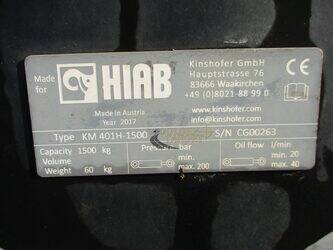 Made for
HIAB
Kinshofer GmbH
Hauptstrasse 76
83666 Waakirchen
+49 (0)8021-88 99 0
Made in Austria
Year 2017
www.kinshofer.com
info@kinshofer.com
CE
Type KM 401H-1500 S/N CG00263
Capacity 1500 kg Pressure bar Oil flow l/min
Volume min. min. 20
Weight 60 kg max. 200 max. 40